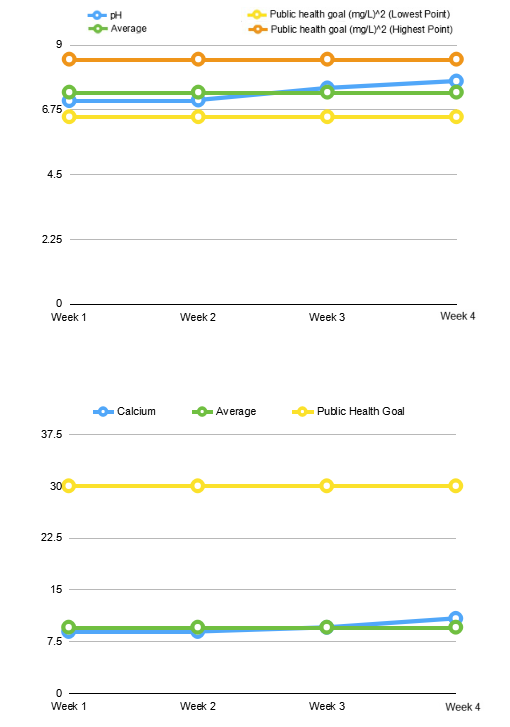 pH
Public health goal (mg/L)^2 (Lowest Point)
Average
Public health goal (mg/L)^2 (Highest Point)
9
6.75
4.5
2.25
0
Week 1 Week 2 Week 3 Week 4
Calcium Average Public Health Goal
37.5
30
22.5
15
7.5
0
Week 1 Week 2 Week 3 Week 4